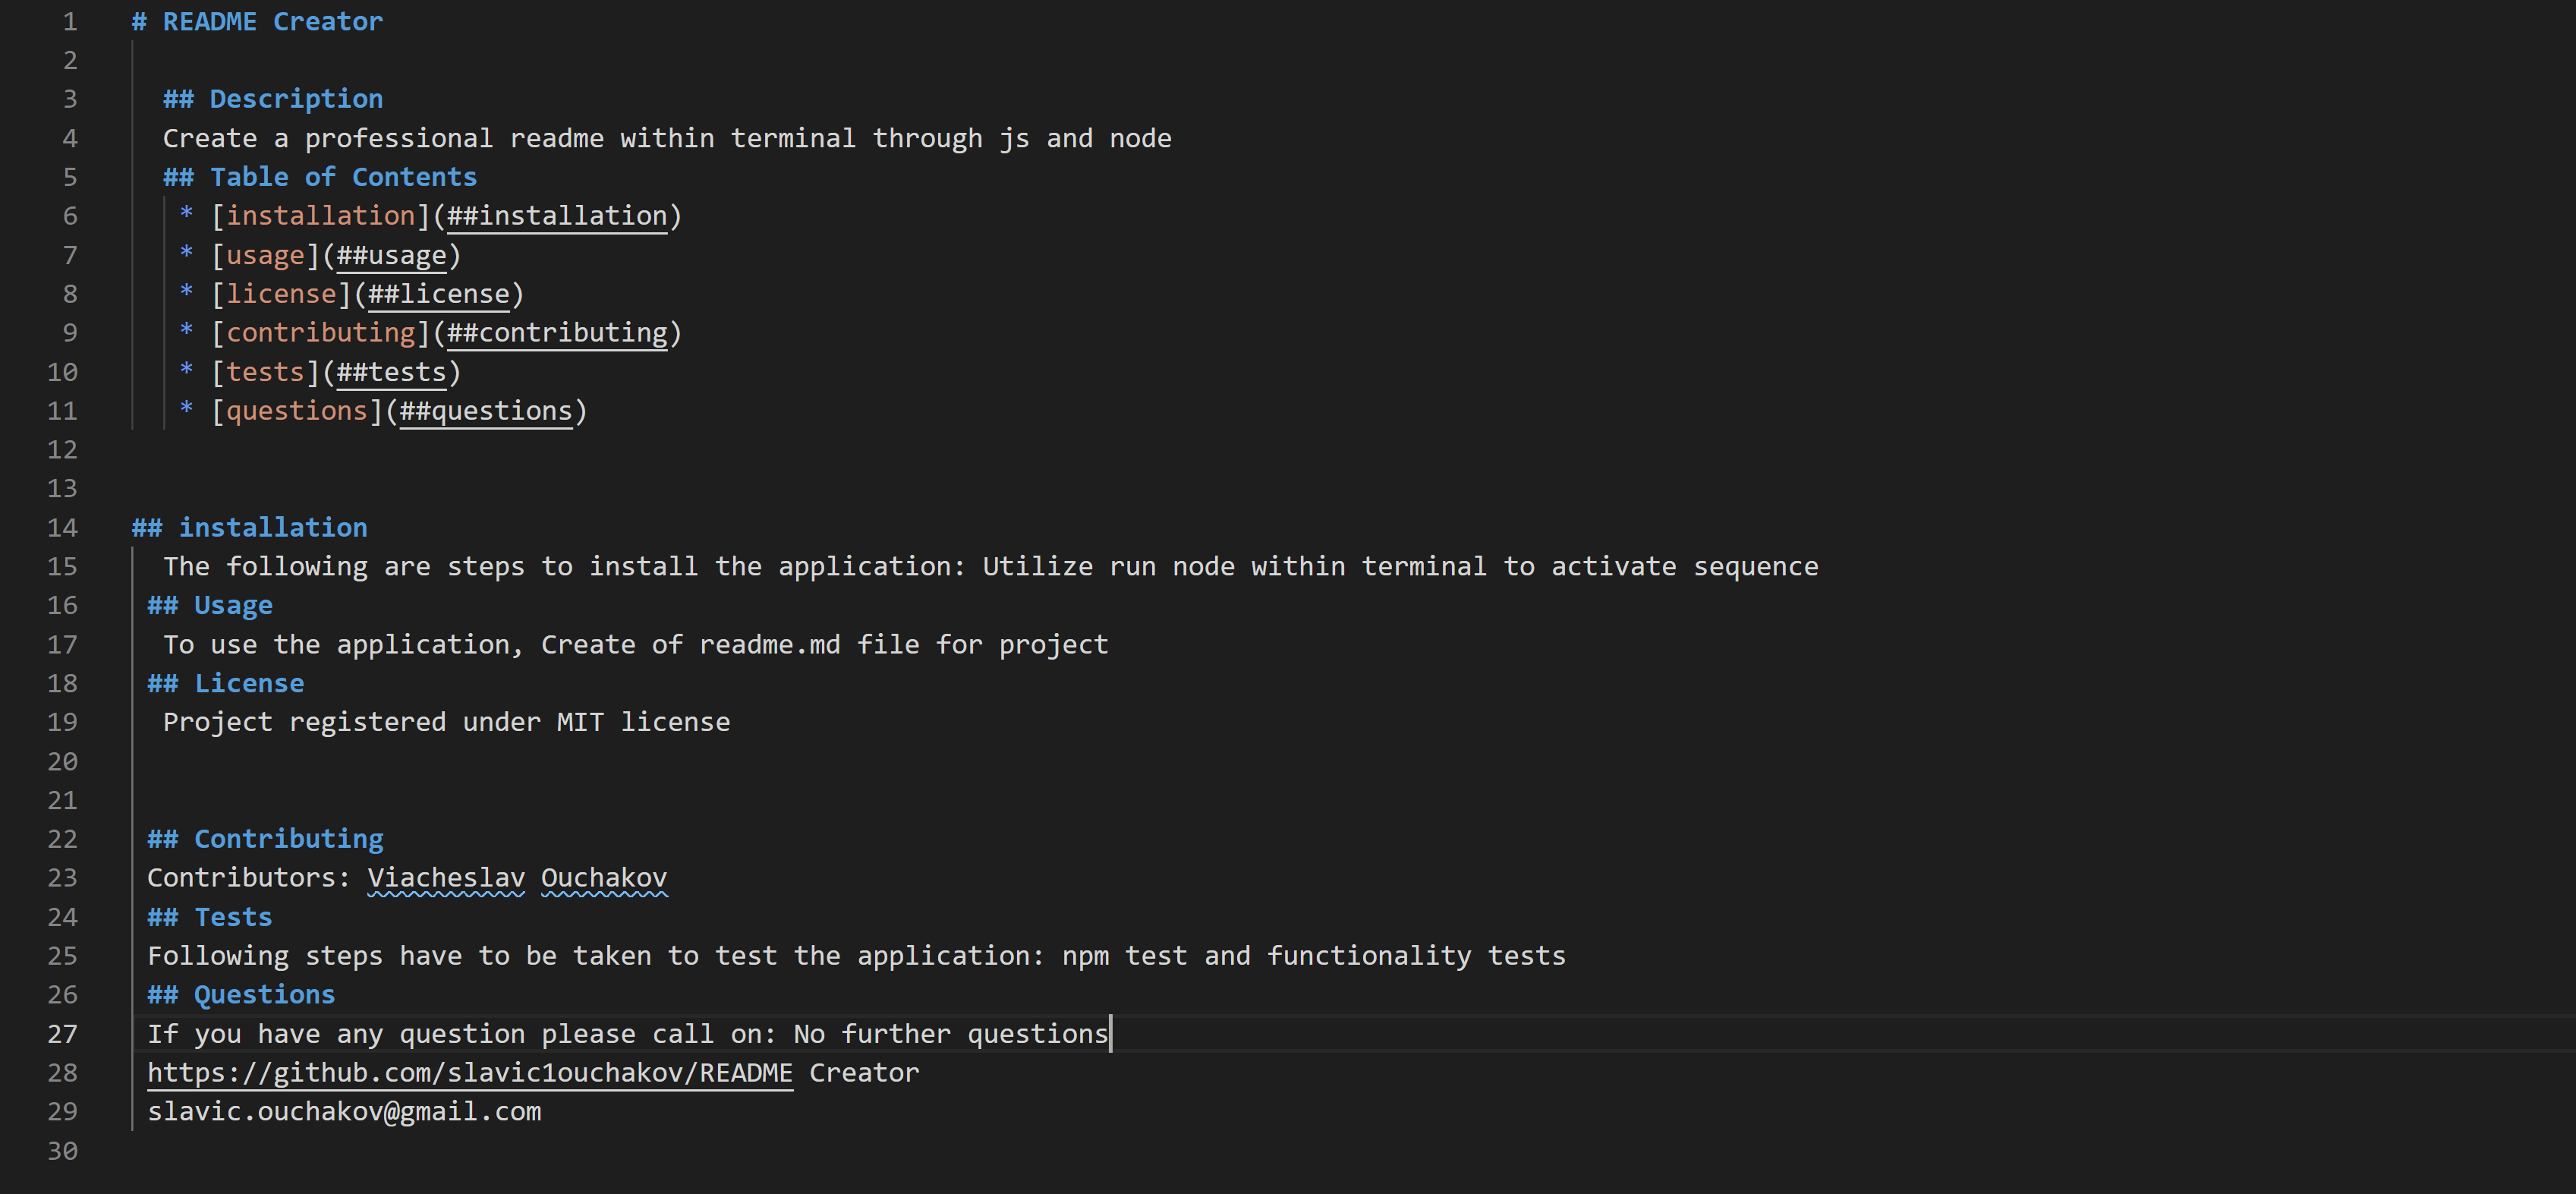 1 # README Creator
2
3 ## Description
4 Create a professional readme within terminal through js and node
5 ## Table of Contents
6 * [installation](##installation)
7 * [usage](##usage)
8 * [license](##license)
9 * [contributing](##contributing)
10 * [tests](##tests)
11 * [questions](##questions)
12
13
14 ## installation
15 The following are steps to install the application: Utilize run node within terminal to activate sequence
16 ## Usage
17 To use the application, Create of readme.md file for project
18 ## License
19 Project registered under MIT license
20
21
22 ## Contributing
23 Contributors: Viacheslav Ouchakov
24 ## Tests
25 Following steps have to be taken to test the application: npm test and functionality tests
26 ## Questions
27 If you have any question please call on: No further questions
28 https://github.com/slavic1ouchakov/README Creator
29 slavic.ouchakov@gmail.com
30